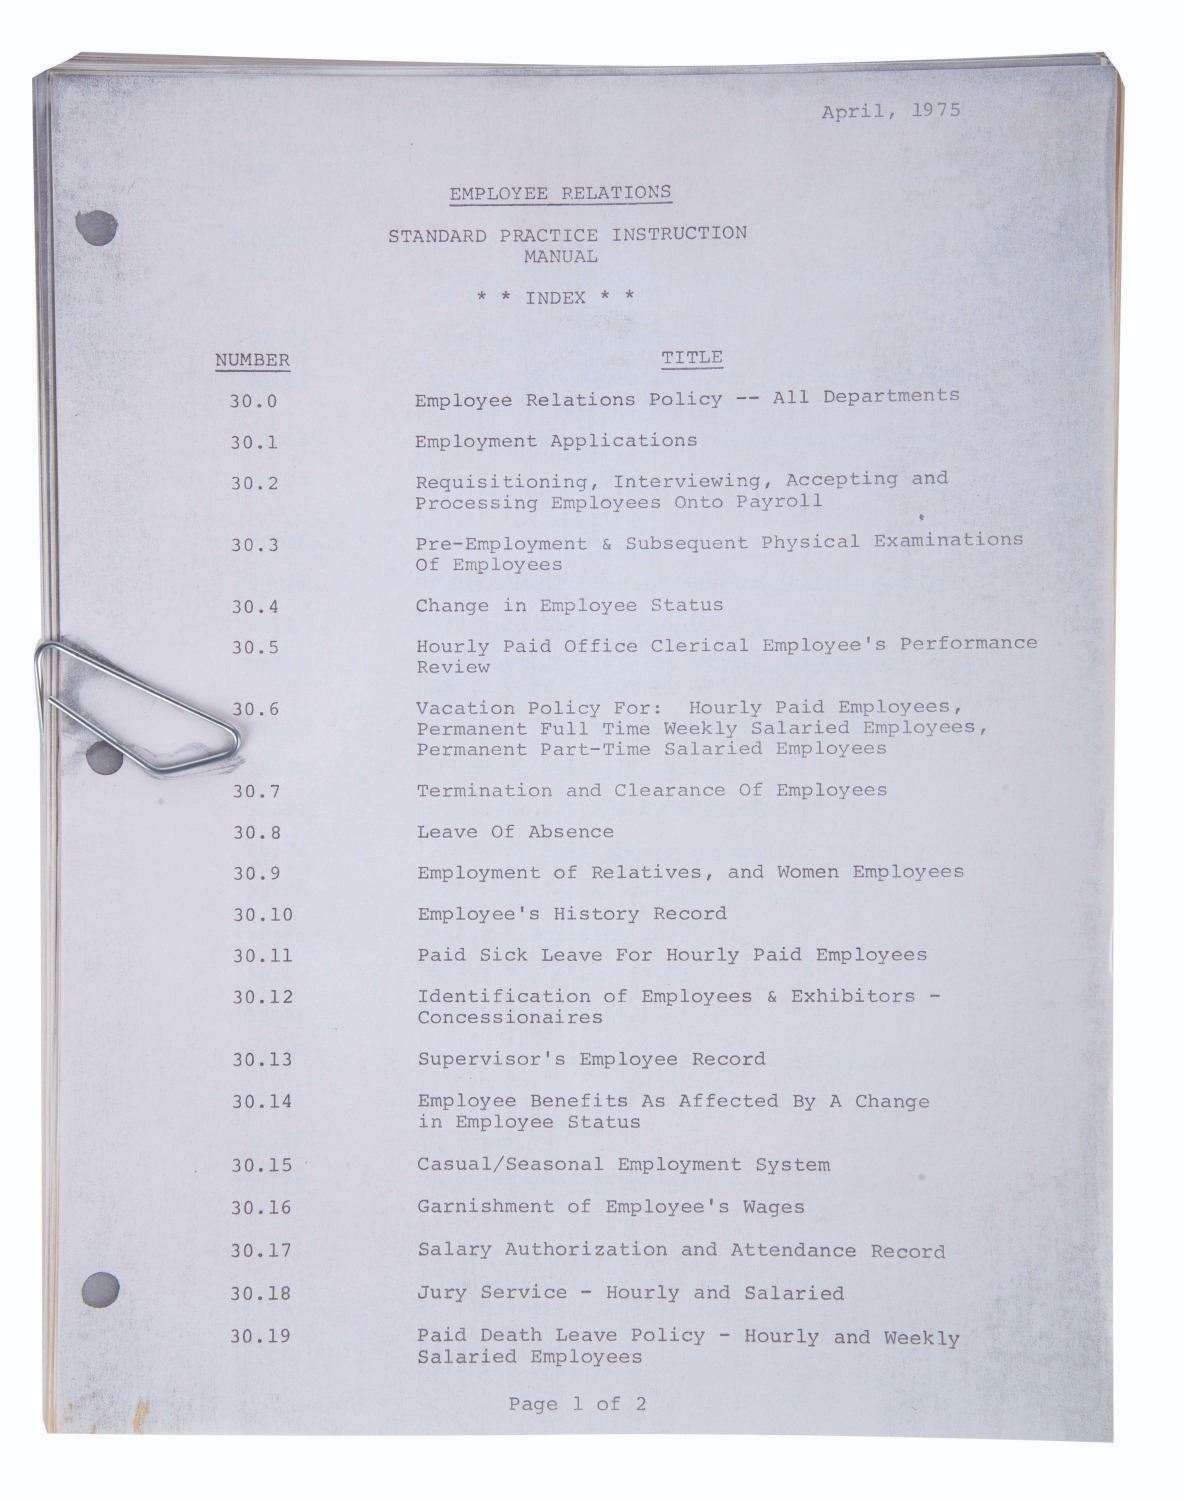 April, 1975
EMPLOYEE RELATIONS
STANDARD PRACTICE INSTRUCTION
MANUAL
* * INDEX * *
NUMBER TITLE
30.0 Employee Relations Policy -- All Departments
30.1 Employment Applications
30.2 Requisitioning, Interviewing, Accepting and
Processing Employees Onto Payroll
30.3 Pre-Employment & Subsequent Physical Examinations
Of Employees
30.4 Change in Employee Status
30.5 Hourly Paid Office Clerical Employee's Performance
Review
30.6 Vacation Policy For: Hourly Paid Employees,
Permanent Full Time Weekly Salaried Employees,
Permanent Part-Time Salaried Employees
30.7 Termination and Clearance Of Employees
30.8 Leave Of Absence
30.9 Employment of Relatives, and Women Employees
30.10 Employee's History Record
30.11 Paid Sick Leave For Hourly Paid Employees
30.12 Identification of Employees & Exhibitors -
Concessionaires
30.13 Supervisor's Employee Record
30.14 Employee Benefits As Affected By A Change
in Employee Status
30.15 Casual/Seasonal Employment System
30.16 Garnishment of Employee's Wages
30.17 Salary Authorization and Attendance Record
30.18 Jury Service - Hourly and Salaried
30.19 Paid Death Leave Policy - Hourly and Weekly
Salaried Employees
Page 1 of 2